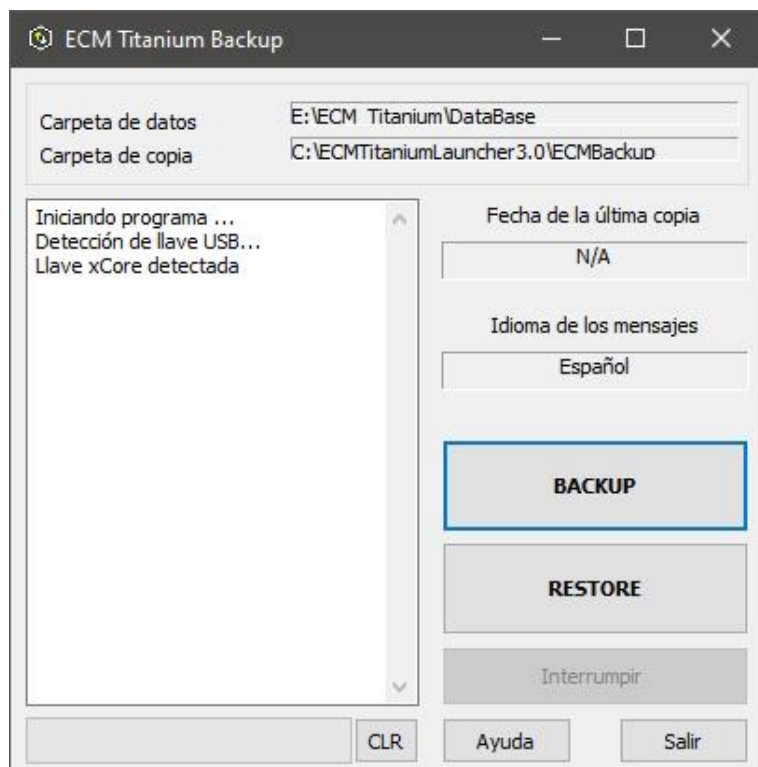 ECM Titanium Backup
Carpeta de datos
E:\ECM Titanium\DataBase
Carpeta de copia
C:\ECMTitaniumLauncher3.0\ECMBackup
Iniciando programa ...
Detección de llave USB...
Llave xCore detectada
Fecha de la última copia
N/A
Idioma de los mensajes
Español
BACKUP
RESTORE
Interrumpir
CLR
Ayuda
Salir